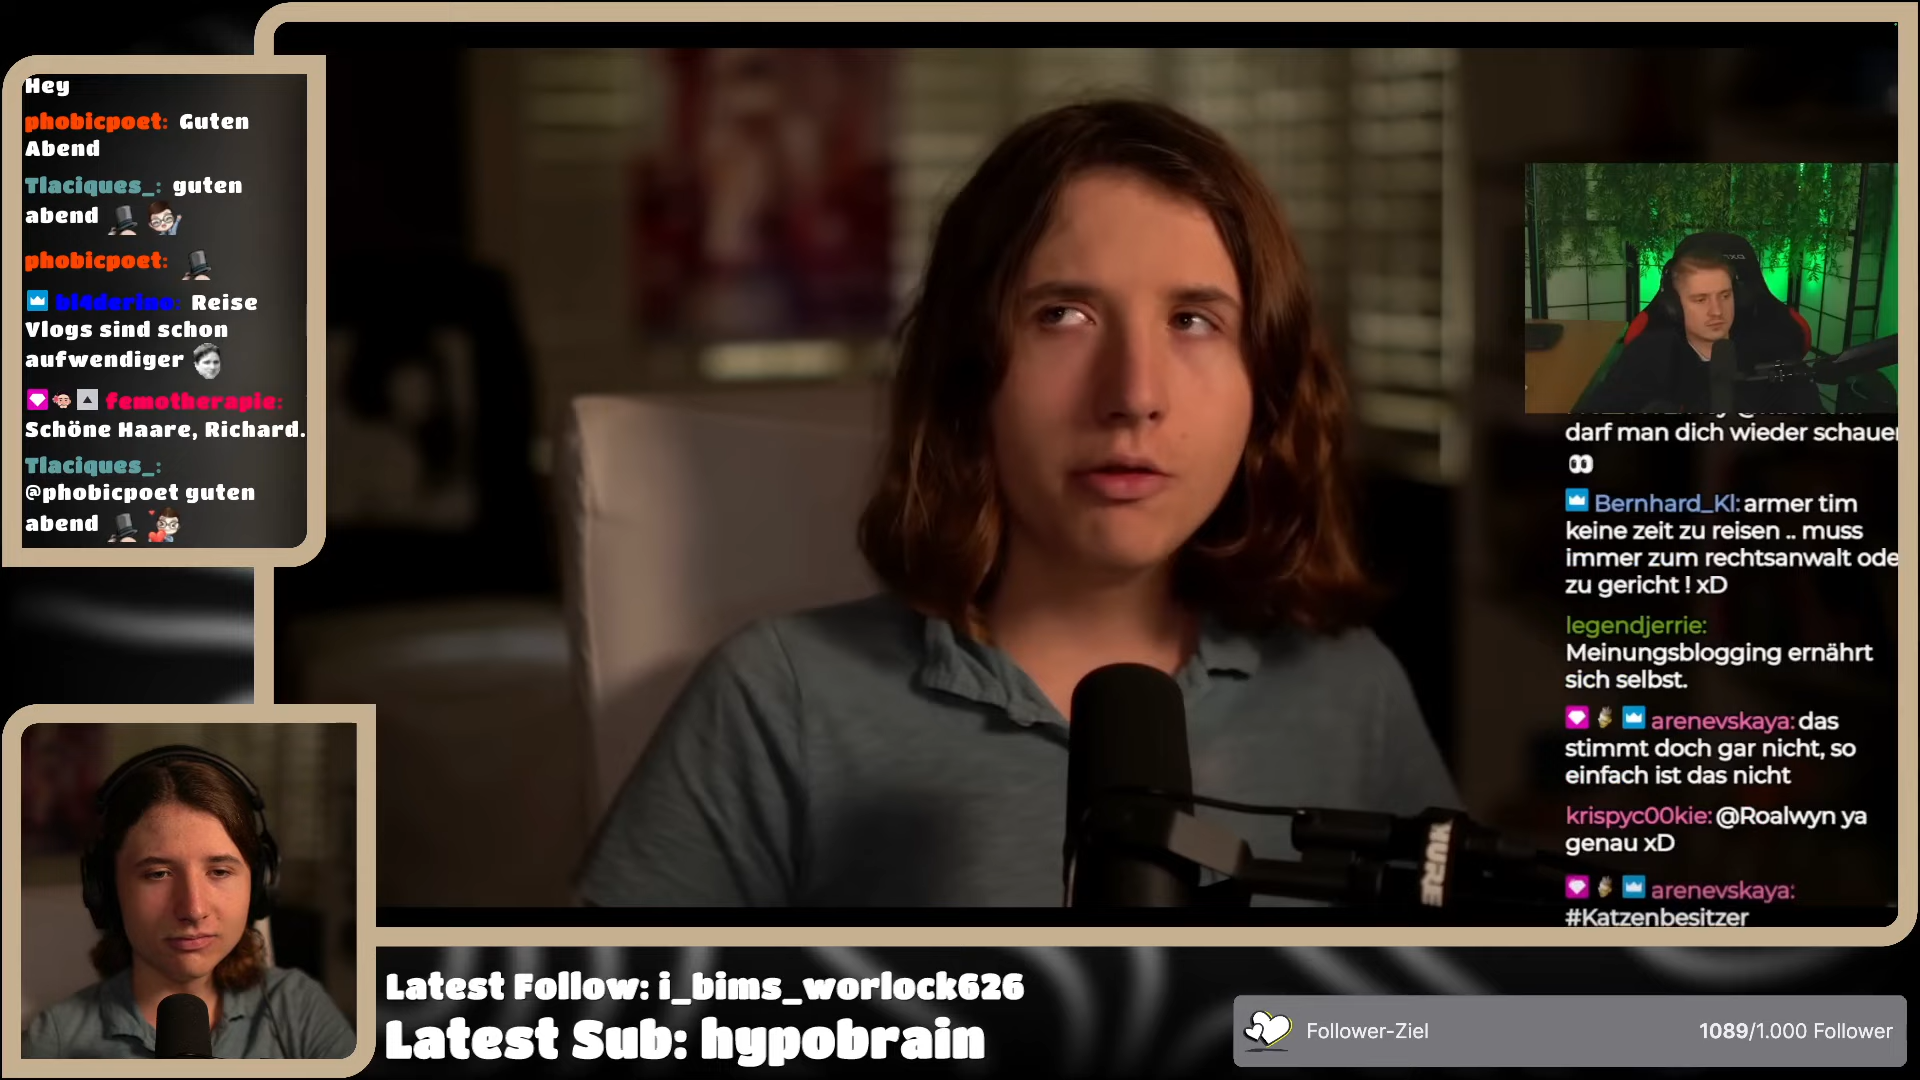 Hey
phobicpoet: Guten
Abend
Tlaciques_: guten
abend
phobicpoet:
bl4derino: Reise
Vlogs sind schon
aufwendiger
femotherapie:
Schöne Haare, Richard.
Tlaciques_:
@phobicpoet guten
abend
darf man dich wieder schauen
Bernhard_Kl: armer tim
keine zeit zu reisen .. muss
immer zum rechtsanwalt ode
zu gericht ! xD
legendjerrie:
Meinungsblogging ernährt
sich selbst.
arenevskaya: das
stimmt doch gar nicht, so
einfach ist das nicht
krispyc00kie: @Roalwyn ya
genau xD
arenevskaya:
#Katzenbesitzer
HURE
Latest Follow: i_bims_worlock626
Latest Sub: hypobrain
Follower-Ziel
1089/1.000 Follower